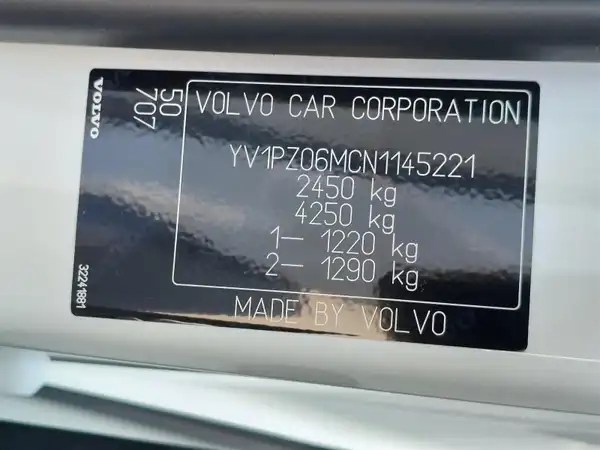 VOLVO
50
707
VOLVO CAR CORPORATION
YV1PZ06MCN1145221
2450 kg
4250 kg
1– 1220 kg
2– 1290 kg
32241881
MADE BY VOLVO